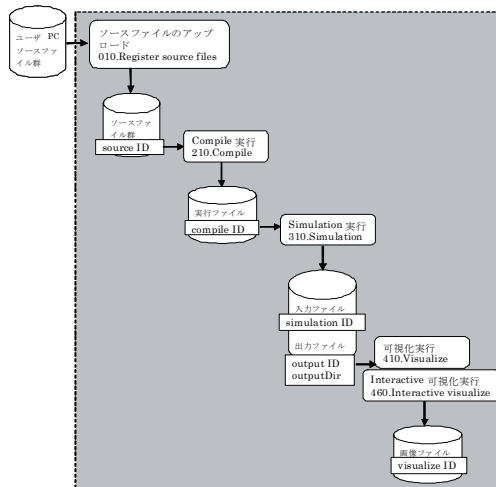 ユーザ PC
ソースファ
イル群
ソースファイルのアップ
ロード
010.Register source files
ソースファ
イル群
source ID
Compile 実行
210.Compile
実行ファイル
compile ID
Simulation 実行
310.Simulation
入力ファイル
simulation ID
出力ファイル
output ID
outputDir
可視化実行
410.Visualize
Interactive 可視化実行
460.Interactive visualize
画像ファイル
visualize ID